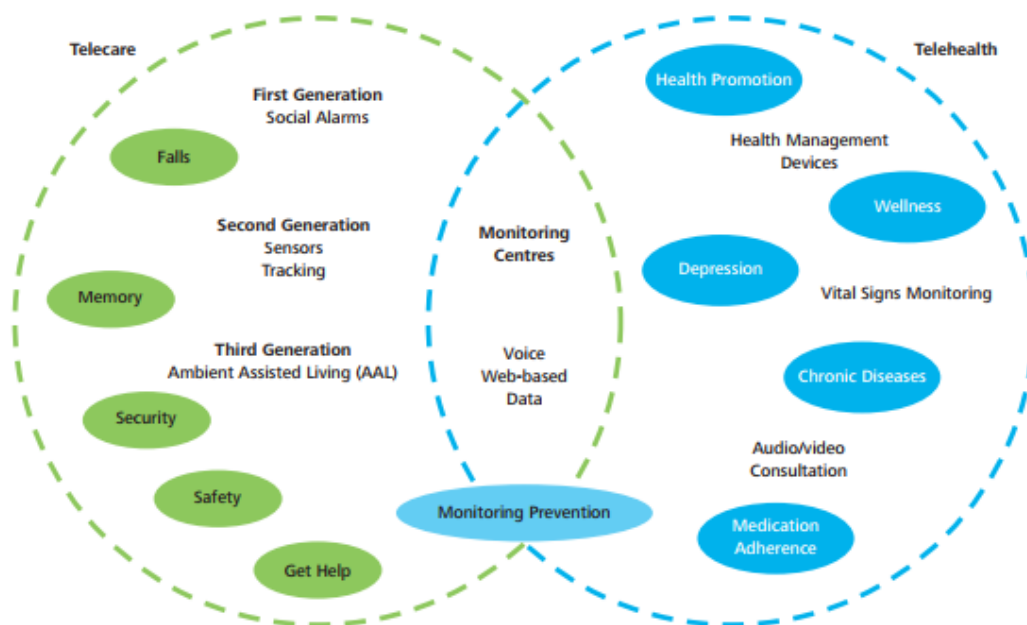 Telecare
First Generation
Social Alarms
Falls
Second Generation
Sensors
Tracking
Memory
Third Generation
Ambient Assisted Living (AAL)
Security
Safety
Get Help
Monitoring
Centres
Voice
Web-based
Data
Monitoring Prevention
Telehealth
Health Promotion
Health Management
Devices
Wellness
Depression
Vital Signs Monitoring
Chronic Diseases
Audio/video
Consultation
Medication
Adherence